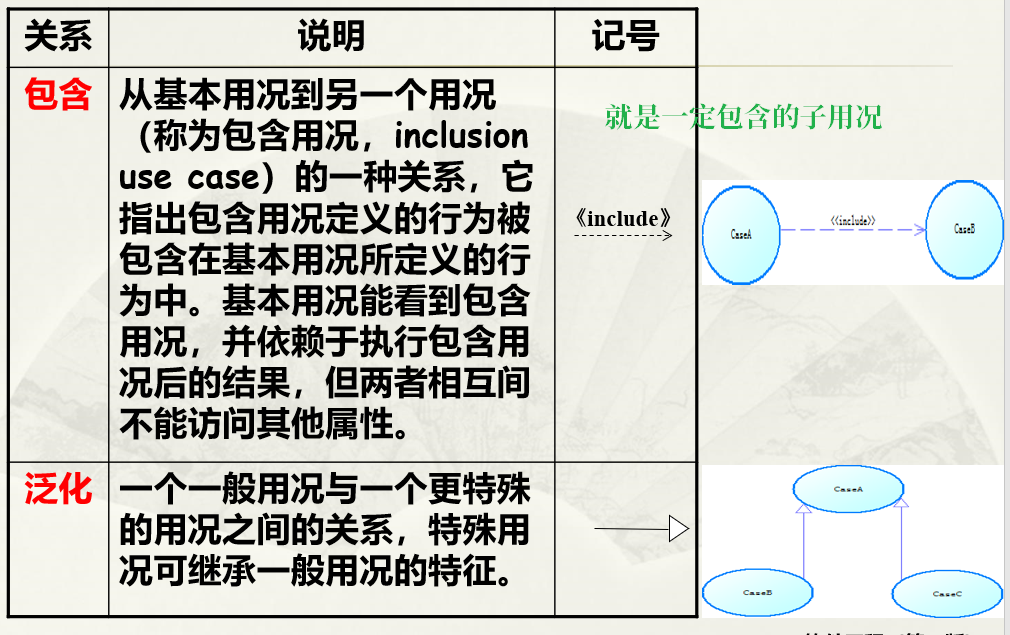 关系 说明 记号
包含
从基本用况到另一个用况
（称为包含用况，inclusion
use case）的一种关系，它
指出包含用况定义的行为被
包含在基本用况所定义的行
为中。基本用况能看到包含
用况，并依赖于执行包含用
况后的结果，但两者相互间
不能访问其他属性。
《include》
就是一定包含的子用况
CaseA
<<include>>
CaseB
泛化
一个一般用况与一个更特殊
的用况之间的关系，特殊用
况可继承一般用况的特征。
CaseA
CaseB
CaseC